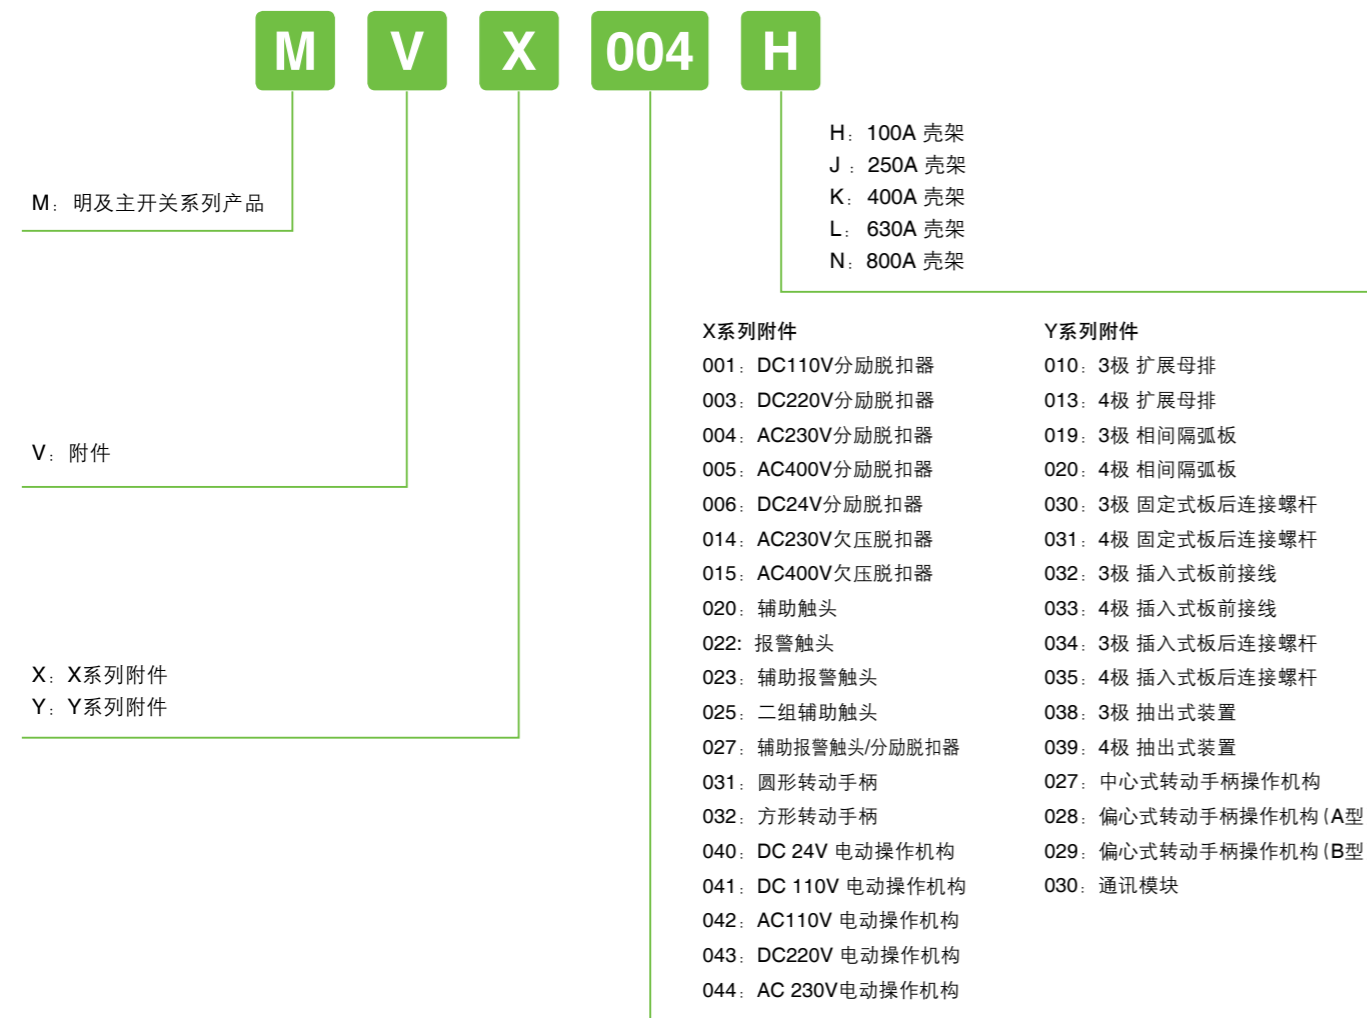 M V X 004 H
H：100A 壳架
J：250A 壳架
K：400A 壳架
L：630A 壳架
N：800A 壳架
M：明及主开关系列产品
V：附件
X：X系列附件
Y：Y系列附件
X系列附件
001：DC110V分励脱扣器
003：DC220V分励脱扣器
004：AC230V分励脱扣器
005：AC400V分励脱扣器
006：DC24V分励脱扣器
014：AC230V欠压脱扣器
015：AC400V欠压脱扣器
020：辅助触头
022: 报警触头
023：辅助报警触头
025：二组辅助触头
027：辅助报警触头/分励脱扣器
031：圆形转动手柄
032：方形转动手柄
040：DC 24V 电动操作机构
041：DC 110V 电动操作机构
042：AC110V 电动操作机构
043：DC220V 电动操作机构
044：AC 230V电动操作机构
Y系列附件
010：3极 扩展母排
013：4极 扩展母排
019：3极 相间隔弧板
020：4极 相间隔弧板
030：3极 固定式板后连接螺杆
031：4极 固定式板后连接螺杆
032：3极 插入式板前接线
033：4极 插入式板前接线
034：3极 插入式板后连接螺杆
035：4极 插入式板后连接螺杆
038：3极 抽出式装置
039：4极 抽出式装置
027：中心式转动手柄操作机构
028：偏心式转动手柄操作机构(A型
029：偏心式转动手柄操作机构(B型
030：通讯模块